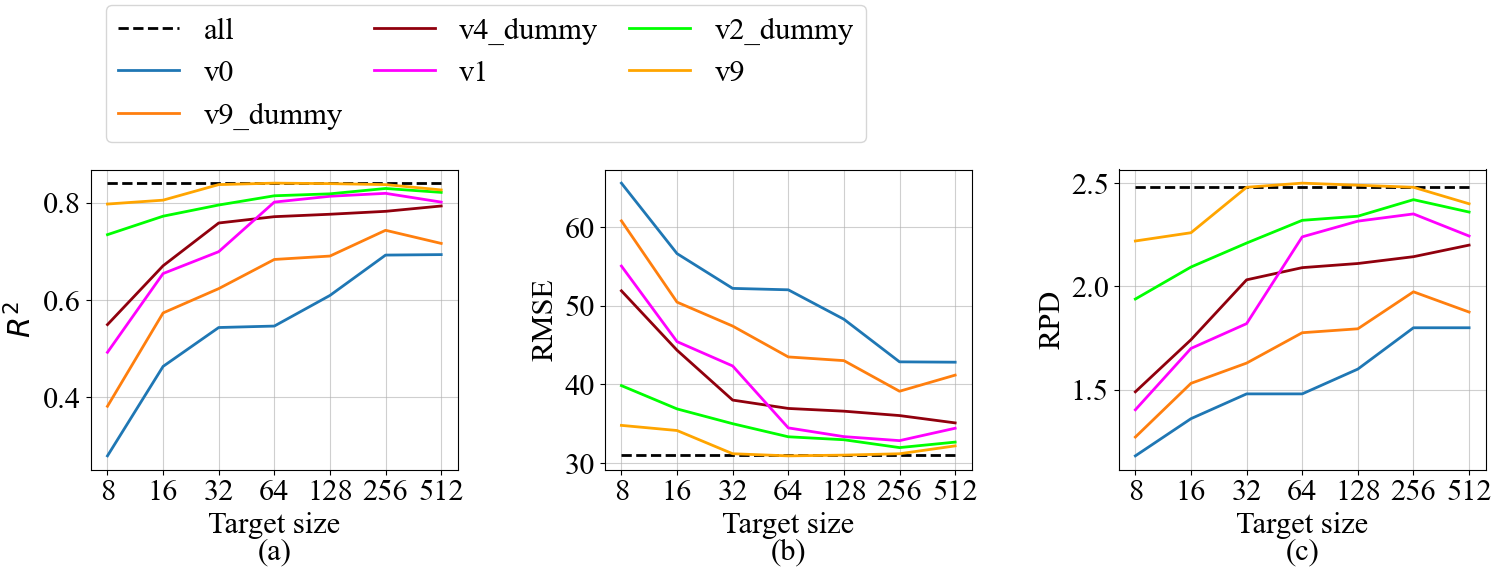 all v4_dummy v2_dummy
v0 v1 v9
v9_dummy
R²
0.8
0.6
0.4
8 16 32 64 128 256 512
Target size
(a)
RMSE
60
50
40
30
8 16 32 64 128 256 512
Target size
(b)
RPD
2.5
2.0
1.5
8 16 32 64 128 256 512
Target size
(c)